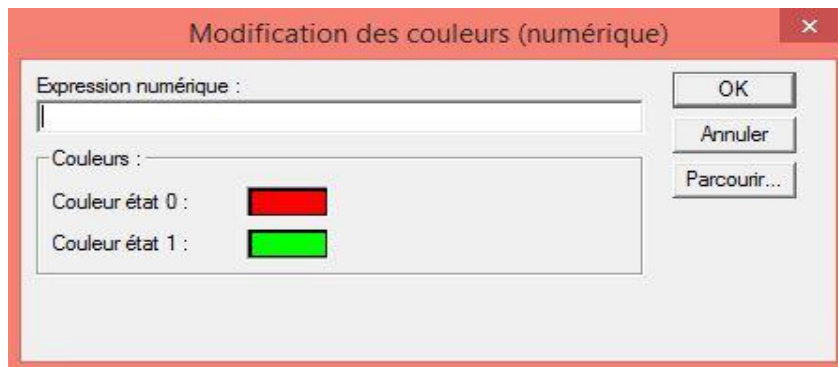 Modification des couleurs (numérique)
Expression numérique :
OK
Annuler
Parcourir...
Couleurs :
Couleur état 0 :
Couleur état 1 :